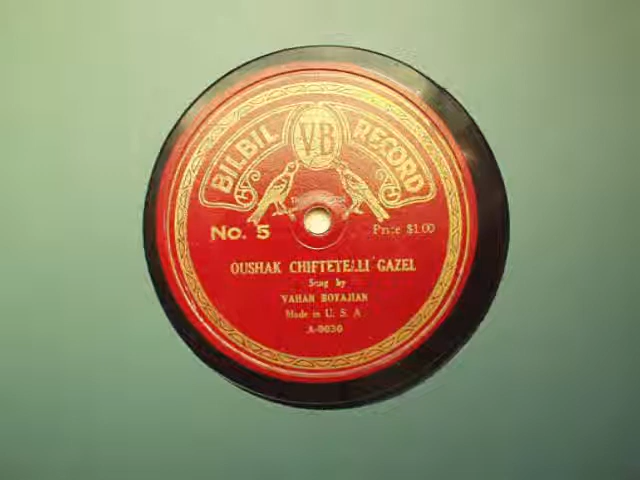 BILBIL VB RECORD
No. 5 Price $1.00
OUSHAK CHIFTETELLI GAZEL
Sung by
VAHAN BOYAJIAN
Made in U. S. A.
A-0030